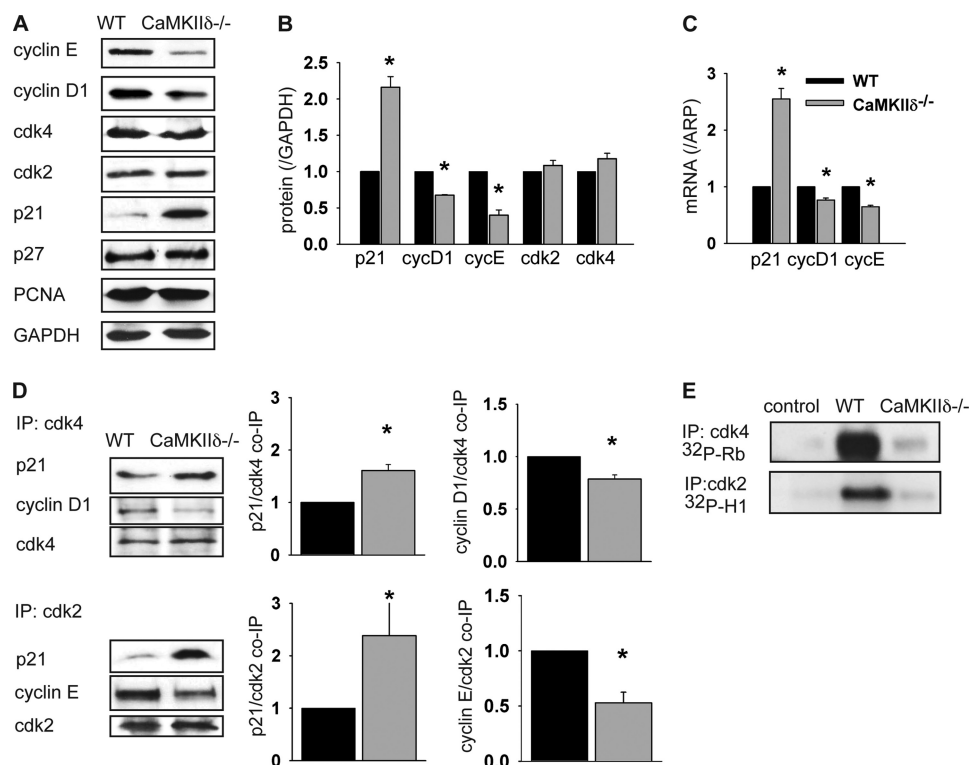 A
WT CaMKIIδ-/-
cyclin E
cyclin D1
cdk4
cdk2
p21
p27
PCNA
GAPDH
B
protein (/GAPDH)
2.5
2.0
1.5
1.0
0.5
0.0
*
*
*
p21 cycD1 cycE cdk2 cdk4
C
mRNA (/ARP)
3
2
1
0
*
*
*
WT
CaMKIIδ-/-
p21 cycD1 cycE
D
IP: cdk4
WT CaMKIIδ-/-
p21
cyclin D1
cdk4
p21/cdk4 co-IP
3
2
1
0
*
cyclin D1/cdk4 co-IP
1.5
1.0
0.5
0.0
*
IP: cdk2
p21
cyclin E
cdk2
p21/cdk2 co-IP
3
2
1
0
*
cyclin E/cdk2 co-IP
1.5
1.0
0.5
0.0
*
E
control WT CaMKIIδ-/-
IP: cdk4
32P-Rb
IP:cdk2
32P-H1